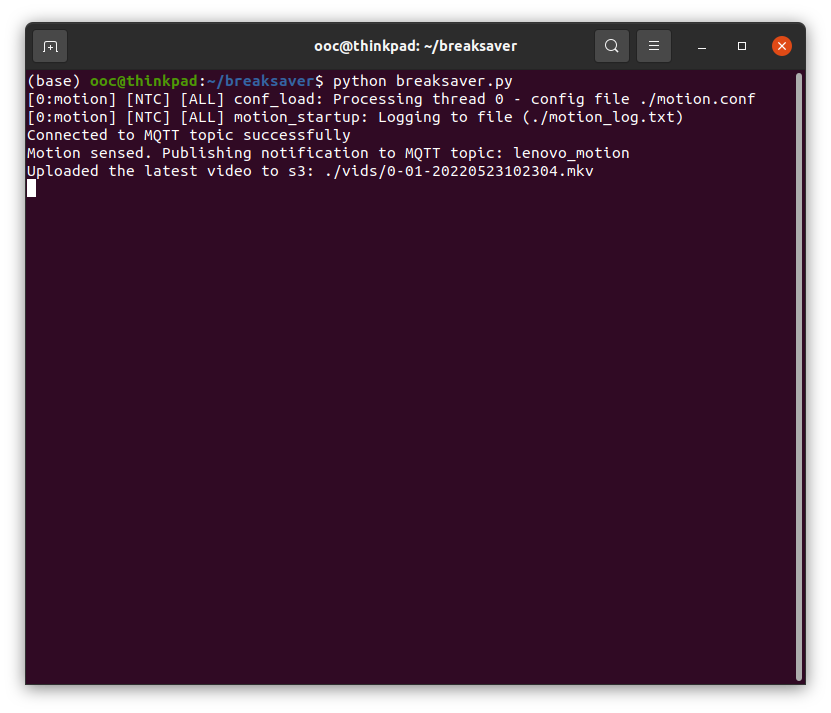 ooc@thinkpad: ~/breaksaver
(base) ooc@thinkpad:~/breaksaver$ python breaksaver.py
[0:motion] [NTC] [ALL] conf_load: Processing thread 0 - config file ./motion.conf
[0:motion] [NTC] [ALL] motion_startup: Logging to file (./motion_log.txt)
Connected to MQTT topic successfully
Motion sensed. Publishing notification to MQTT topic: lenovo_motion
Uploaded the latest video to s3: ./vids/0-01-20220523102304.mkv